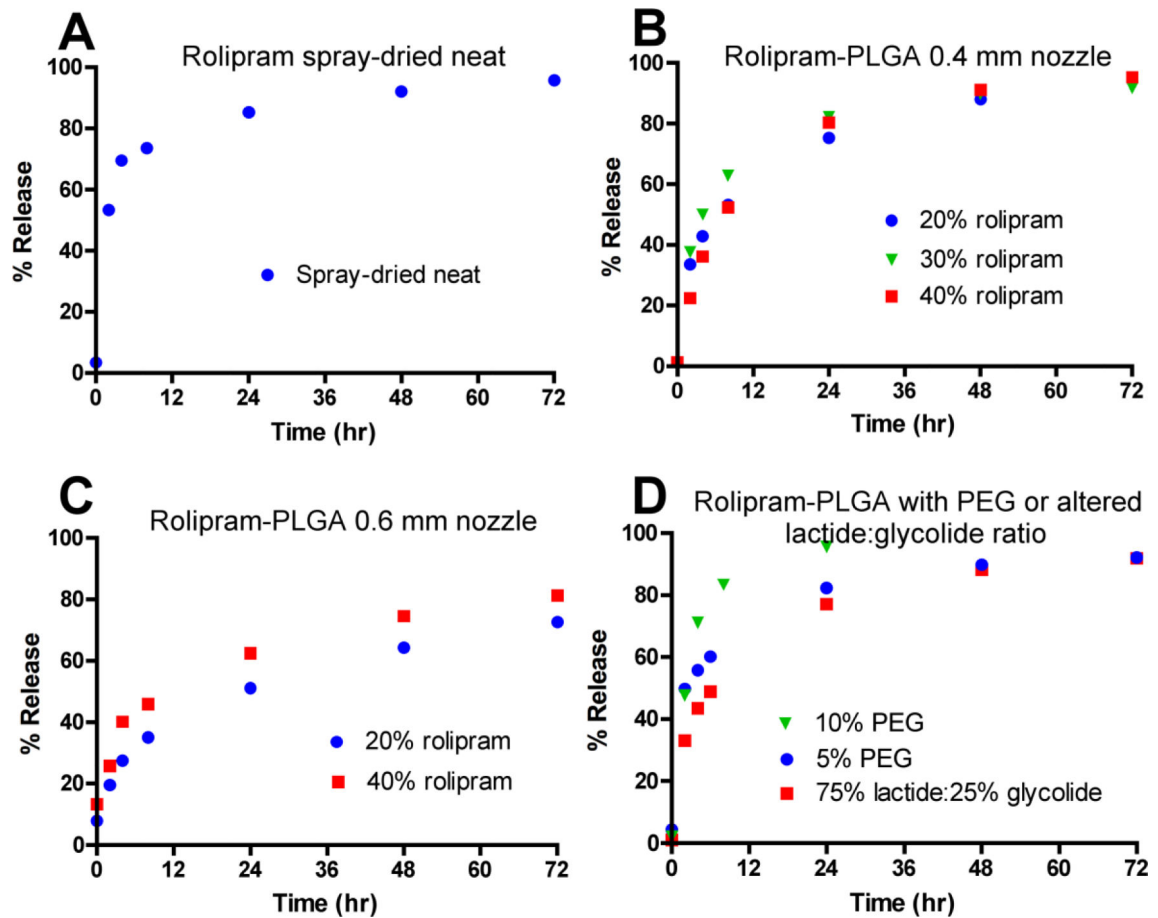 A
Rolipram spray-dried neat
100
80
60
40
20
0
% Release
Spray-dried neat
0 12 24 36 48 60 72
Time (hr)
B
Rolipram-PLGA 0.4 mm nozzle
100
80
60
40
20
0
% Release
20% rolipram
30% rolipram
40% rolipram
0 12 24 36 48 60 72
Time (hr)
C
Rolipram-PLGA 0.6 mm nozzle
100
80
60
40
20
0
% Release
20% rolipram
40% rolipram
0 12 24 36 48 60 72
Time (hr)
D
Rolipram-PLGA with PEG or altered
lactide:glycolide ratio
100
80
60
40
20
0
% Release
10% PEG
5% PEG
75% lactide:25% glycolide
0 12 24 36 48 60 72
Time (hr)